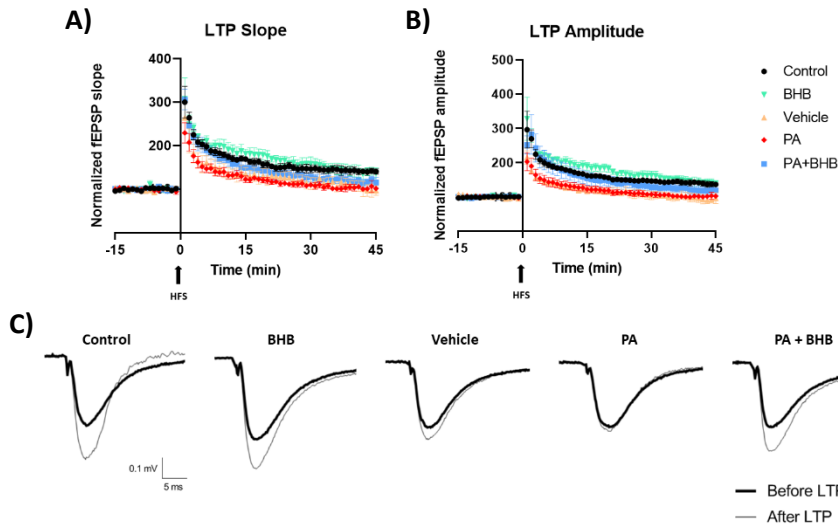 A)
LTP Slope
Normalized fEPSP slope
400
300
200
100
-15
0
15
30
45
Time (min)
HFS
B)
LTP Amplitude
Normalized fEPSP amplitude
500
400
300
200
100
-15
0
15
30
45
Time (min)
HFS
Control
BHB
Vehicle
PA
PA+BHB
C)
Control
BHB
Vehicle
PA
PA + BHB
0.1 mV
5 ms
Before LTP
After LTP